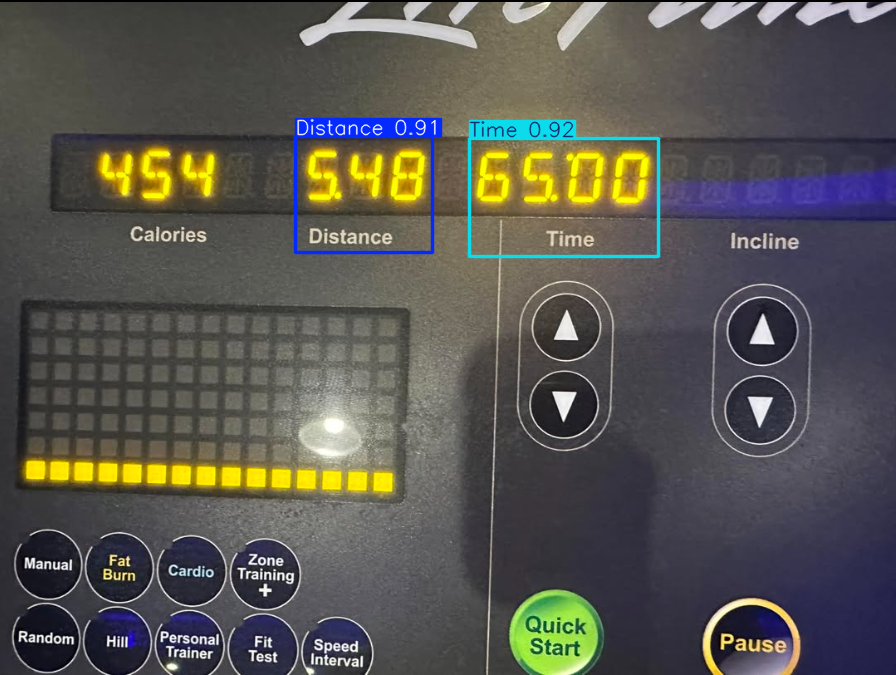 Distance 0.91
Time 0.92
454 5.48 65:00
Calories Distance Time Incline
Manual
Fat
Burn
Cardio
Zone
Training
+
Random
Hill
Personal
Trainer
Fit
Test
Speed
Interval
Quick
Start
Pause